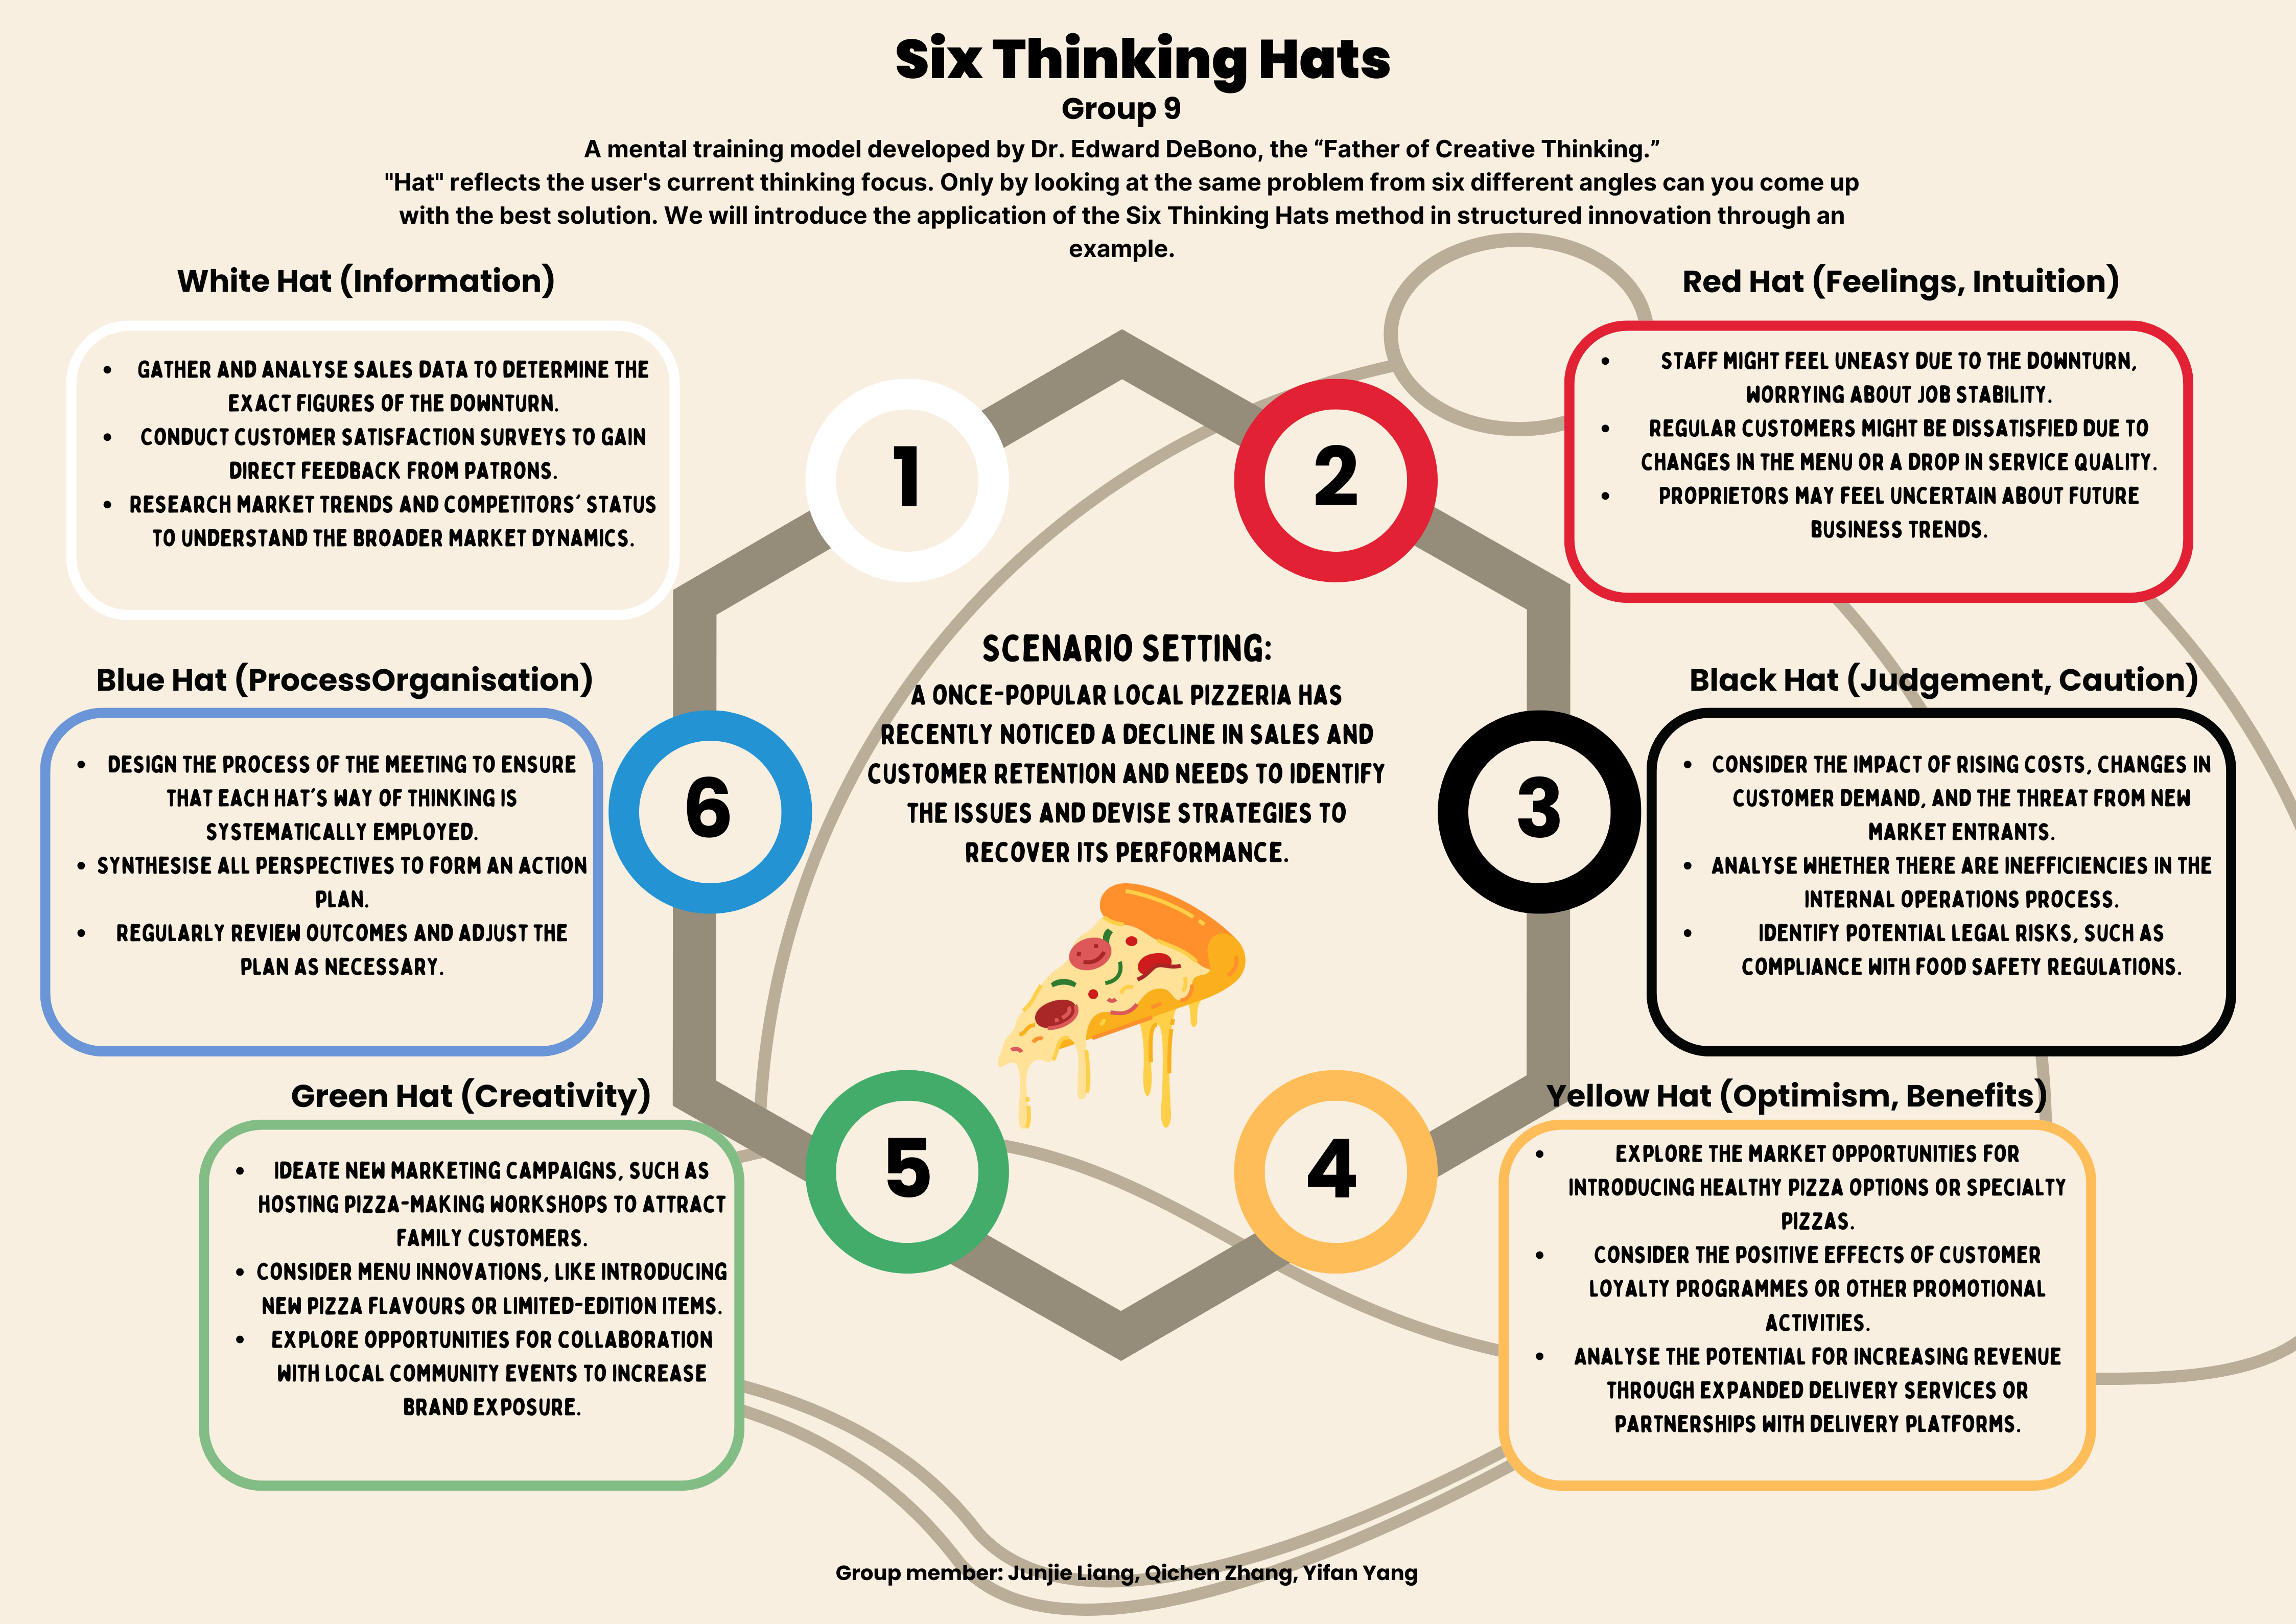 Six Thinking Hats
Group 9
A mental training model developed by Dr. Edward DeBono, the “Father of Creative Thinking.”
"Hat" reflects the user's current thinking focus. Only by looking at the same problem from six different angles can you come up
with the best solution. We will introduce the application of the Six Thinking Hats method in structured innovation through an
example.
White Hat (Information)
• GATHER AND ANALYSE SALES DATA TO DETERMINE THE
EXACT FIGURES OF THE DOWNTURN.
• CONDUCT CUSTOMER SATISFACTION SURVEYS TO GAIN
DIRECT FEEDBACK FROM PATRONS.
• RESEARCH MARKET TRENDS AND COMPETITORS' STATUS
TO UNDERSTAND THE BROADER MARKET DYNAMICS.
1
2
Red Hat (Feelings, Intuition)
• STAFF MIGHT FEEL UNEASY DUE TO THE DOWNTURN,
WORRYING ABOUT JOB STABILITY.
• REGULAR CUSTOMERS MIGHT BE DISSATISFIED DUE TO
CHANGES IN THE MENU OR A DROP IN SERVICE QUALITY.
• PROPRIETORS MAY FEEL UNCERTAIN ABOUT FUTURE
BUSINESS TRENDS.
Blue Hat (ProcessOrganisation)
• DESIGN THE PROCESS OF THE MEETING TO ENSURE
THAT EACH HAT'S WAY OF THINKING IS
SYSTEMATICALLY EMPLOYED.
• SYNTHESISE ALL PERSPECTIVES TO FORM AN ACTION
PLAN.
• REGULARLY REVIEW OUTCOMES AND ADJUST THE
PLAN AS NECESSARY.
6
SCENARIO SETTING:
A ONCE-POPULAR LOCAL PIZZERIA HAS
RECENTLY NOTICED A DECLINE IN SALES AND
CUSTOMER RETENTION AND NEEDS TO IDENTIFY
THE ISSUES AND DEVISE STRATEGIES TO
RECOVER ITS PERFORMANCE.
3
Black Hat (Judgement, Caution)
• CONSIDER THE IMPACT OF RISING COSTS, CHANGES IN
CUSTOMER DEMAND, AND THE THREAT FROM NEW
MARKET ENTRANTS.
• ANALYSE WHETHER THERE ARE INEFFICIENCIES IN THE
INTERNAL OPERATIONS PROCESS.
• IDENTIFY POTENTIAL LEGAL RISKS, SUCH AS
COMPLIANCE WITH FOOD SAFETY REGULATIONS.
Green Hat (Creativity)
• IDEATE NEW MARKETING CAMPAIGNS, SUCH AS
HOSTING PIZZA-MAKING WORKSHOPS TO ATTRACT
FAMILY CUSTOMERS.
• CONSIDER MENU INNOVATIONS, LIKE INTRODUCING
NEW PIZZA FLAVOURS OR LIMITED-EDITION ITEMS.
• EXPLORE OPPORTUNITIES FOR COLLABORATION
WITH LOCAL COMMUNITY EVENTS TO INCREASE
BRAND EXPOSURE.
5
4
Yellow Hat (Optimism, Benefits)
• EXPLORE THE MARKET OPPORTUNITIES FOR
INTRODUCING HEALTHY PIZZA OPTIONS OR SPECIALTY
PIZZAS.
• CONSIDER THE POSITIVE EFFECTS OF CUSTOMER
LOYALTY PROGRAMMES OR OTHER PROMOTIONAL
ACTIVITIES.
• ANALYSE THE POTENTIAL FOR INCREASING REVENUE
THROUGH EXPANDED DELIVERY SERVICES OR
PARTNERSHIPS WITH DELIVERY PLATFORMS.
Group member: Junjie Liang, Qichen Zhang, Yifan Yang